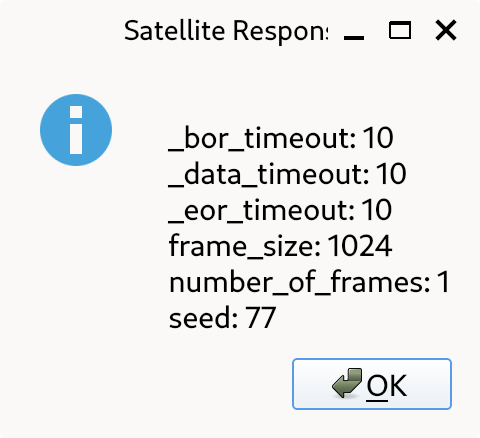 Satellite Respons
_bor_timeout: 10
_data_timeout: 10
_eor_timeout: 10
frame_size: 1024
number_of_frames: 1
seed: 77
OK